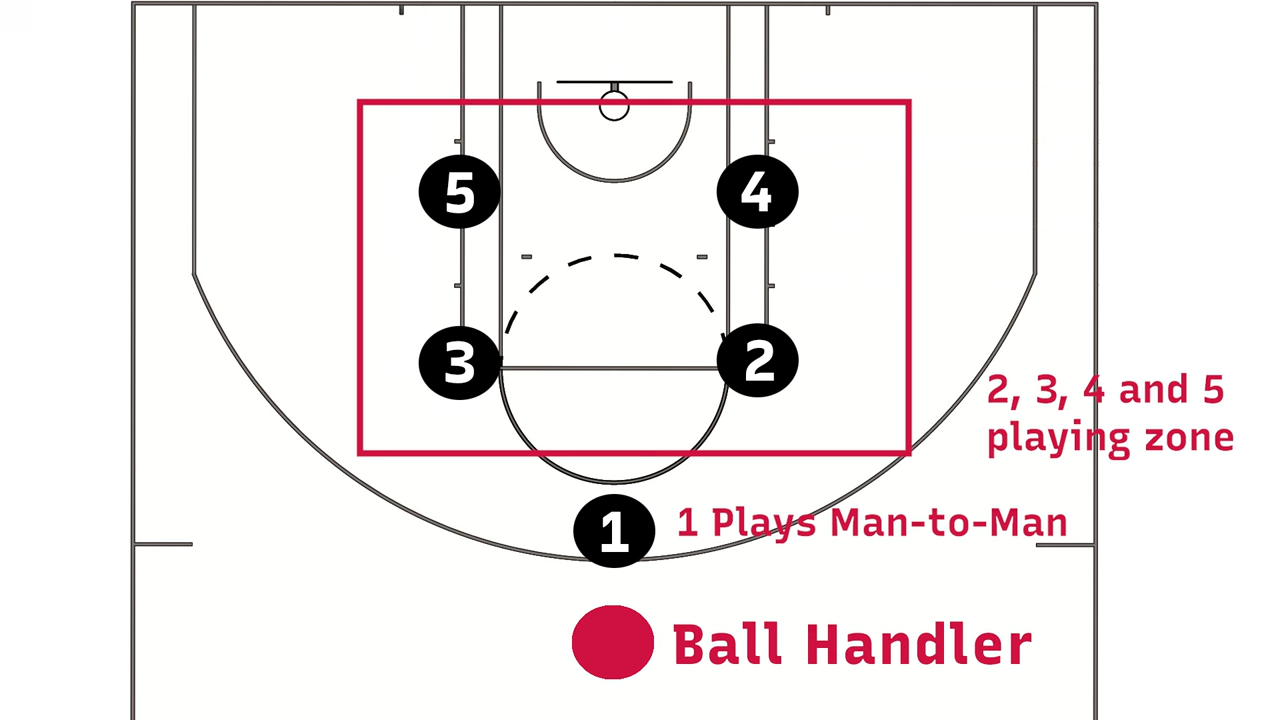 5
4
3
2
2, 3, 4 and 5
playing zone
1
1 Plays Man-to-Man
Ball Handler